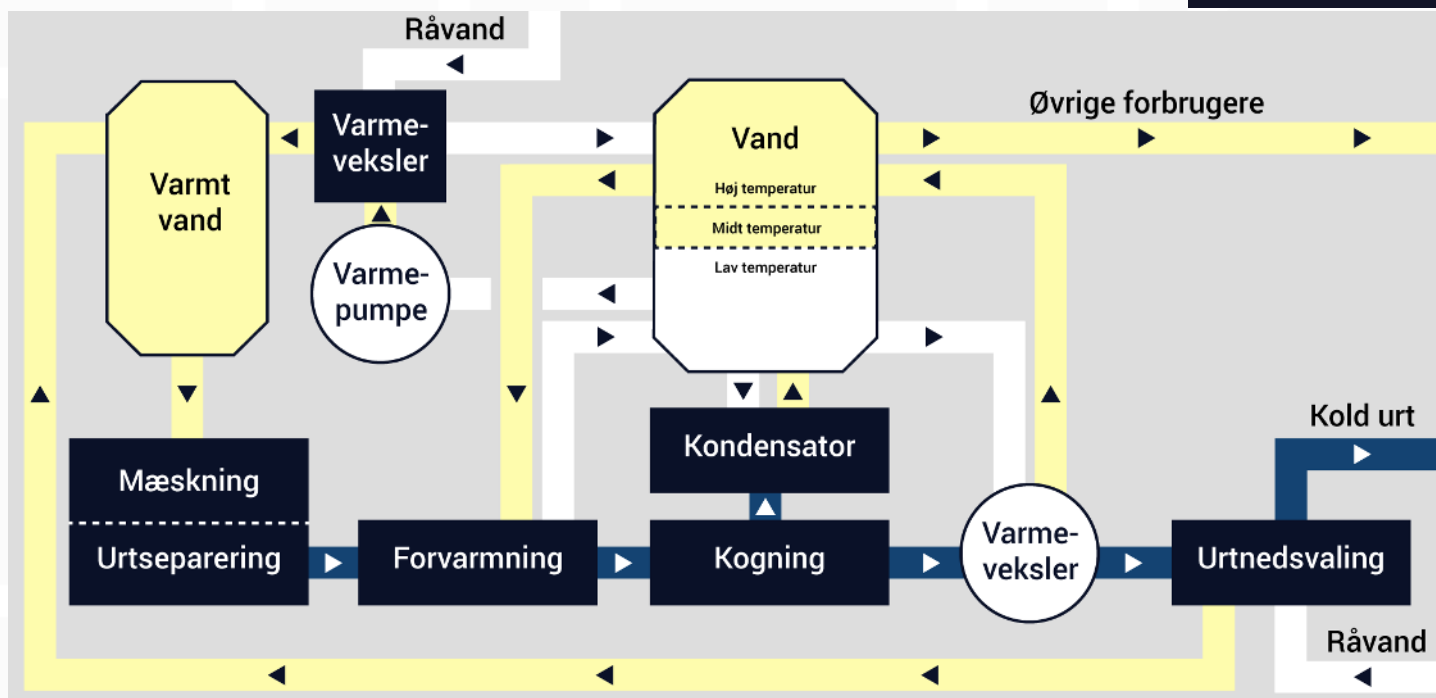 Råvand
Øvrige forbrugere
Varme-
veksler
Vand
Varmt
vand
Høj temperatur
Midt temperatur
Lav temperatur
Varme-
pumpe
Kold urt
Kondensator
Mæskning
Urtseparering
Forvarmning
Kogning
Varme-
veksler
Urtnedsvaling
Råvand